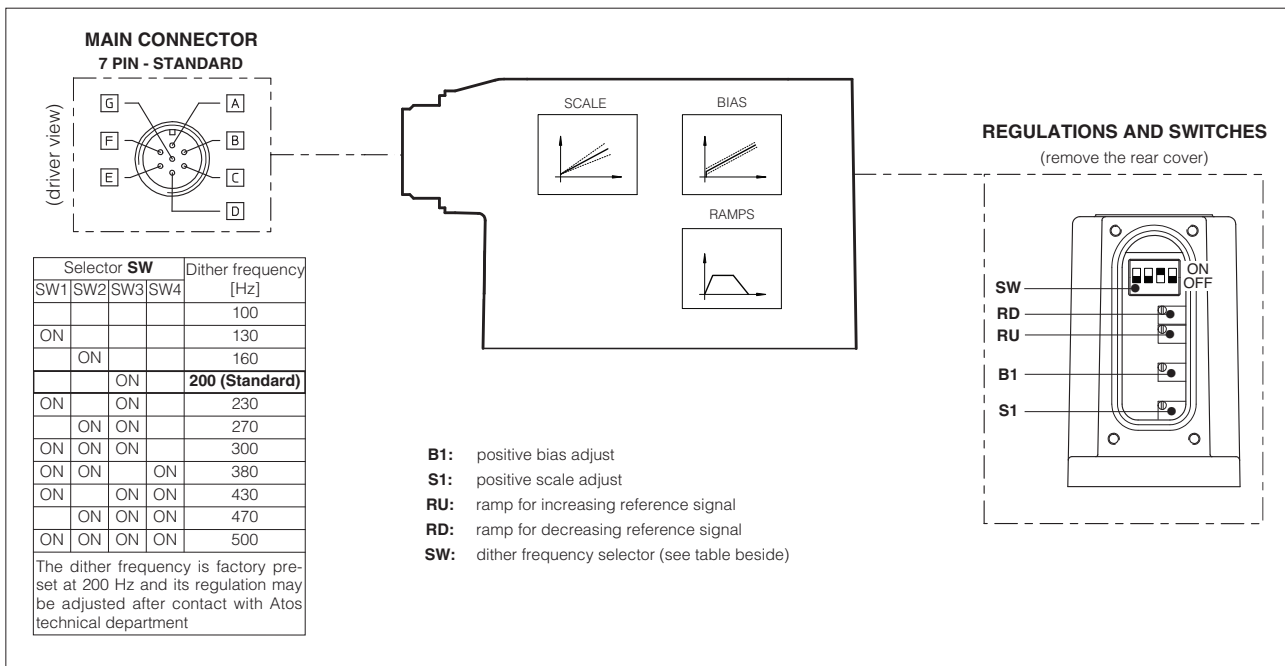 MAIN CONNECTOR
7 PIN - STANDARD
(driver view)
G
A
F
B
E
C
D
SCALE
BIAS
RAMPS
REGULATIONS AND SWITCHES
(remove the rear cover)
ON
OFF
SW
RD
RU
B1
S1
Selector SW Dither frequency
SW1 SW2 SW3 SW4 [Hz]
100
ON 130
ON 160
ON 200 (Standard)
ON ON 230
ON ON 270
ON ON ON 300
ON ON ON 380
ON ON ON 430
ON ON ON 470
ON ON ON ON 500
The dither frequency is factory pre-
set at 200 Hz and its regulation may
be adjusted after contact with Atos
technical department
B1: positive bias adjust
S1: positive scale adjust
RU: ramp for increasing reference signal
RD: ramp for decreasing reference signal
SW: dither frequency selector (see table beside)